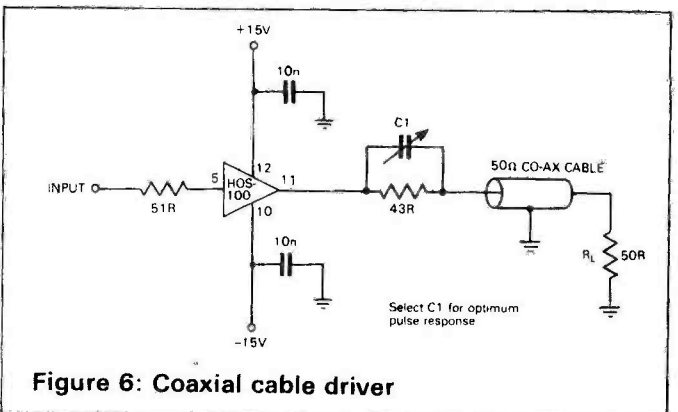 +15V
10n
C1
12
50Ω CO-AX CABLE
5
HOS-
100
11
INPUT
51R
10
43R
10n
RL
50R
Select C1 for optimum
pulse response
-15V
Figure 6: Coaxial cable driver